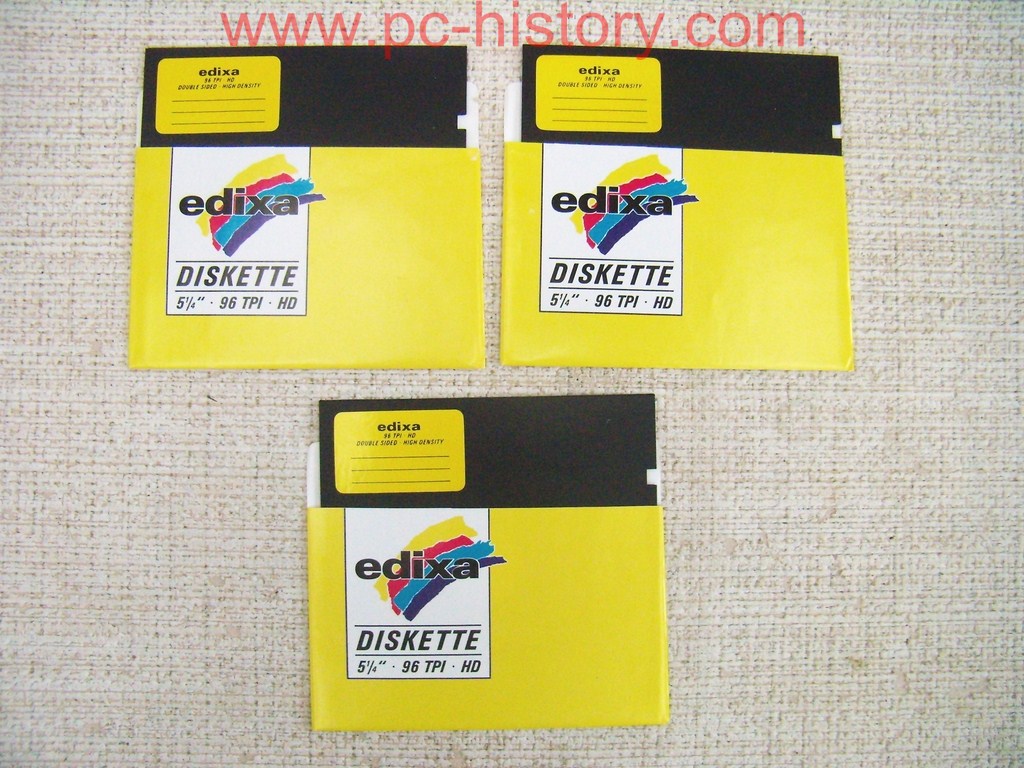 www.pc-history.com
edixa
96 TPI · HD
DOUBLE SIDED · HIGH DENSITY
edixa
DISKETTE
5¼“ · 96 TPI · HD
edixa
96 TPI HD
DOUBLE SIDED · HIGH DENSITY
edixa
DISKETTE
5¼“ · 96 TPI · HD
edixa
96 TPI · HD
DOUBLE SIDED · HIGH DENSITY
edixa
DISKETTE
5¼“ · 96 TPI · HD